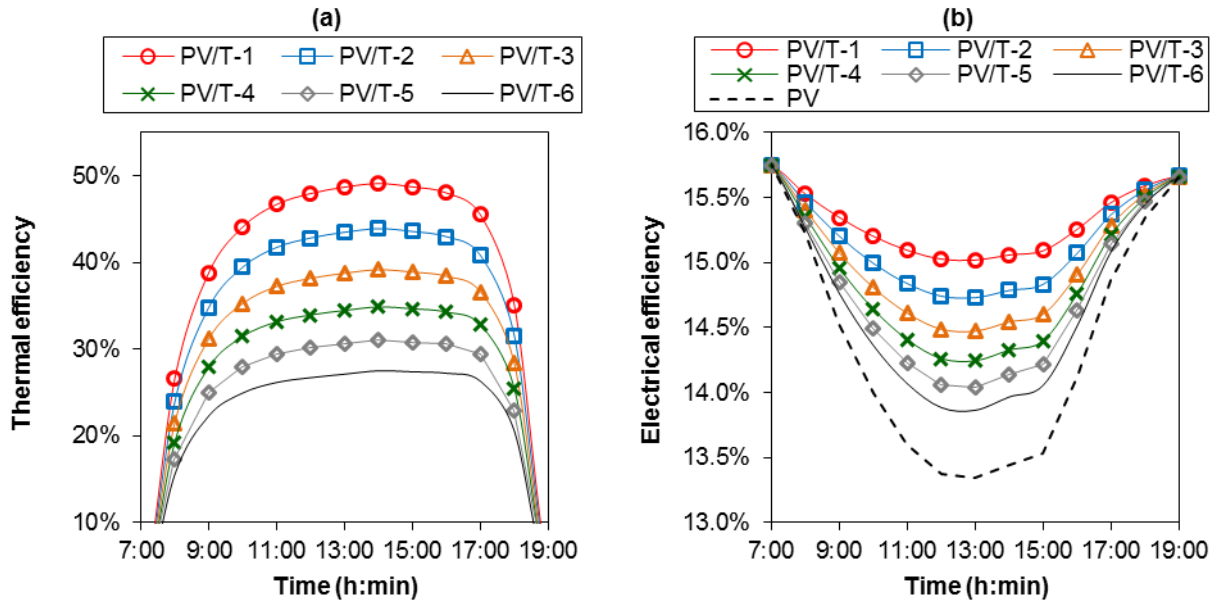 (a)
PV/T-1 PV/T-2 PV/T-3
PV/T-4 PV/T-5 PV/T-6
Thermal efficiency
50%
40%
30%
20%
10%
7:00 9:00 11:00 13:00 15:00 17:00 19:00
Time (h:min)
(b)
PV/T-1 PV/T-2 PV/T-3
PV/T-4 PV/T-5 PV/T-6
PV
Electrical efficiency
16.0%
15.5%
15.0%
14.5%
14.0%
13.5%
13.0%
7:00 9:00 11:00 13:00 15:00 17:00 19:00
Time (h:min)